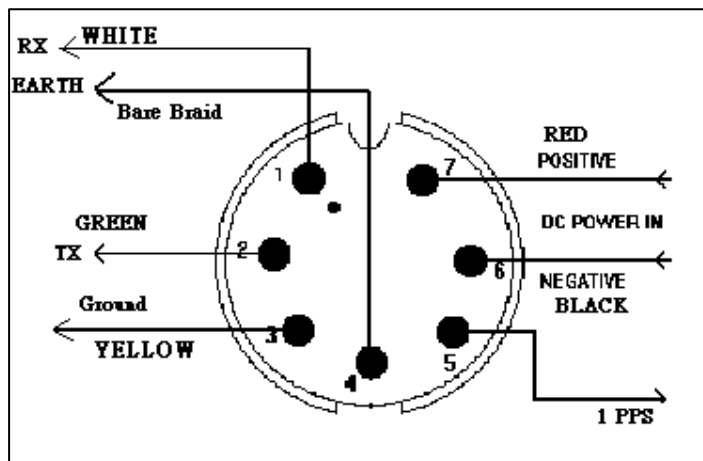 RX WHITE
EARTH
Bare Braid
RED
POSITIVE
1
7
GREEN
DC POWER IN
TX
2
6
NEGATIVE
BLACK
Ground
3
YELLOW
4
5
1 PPS